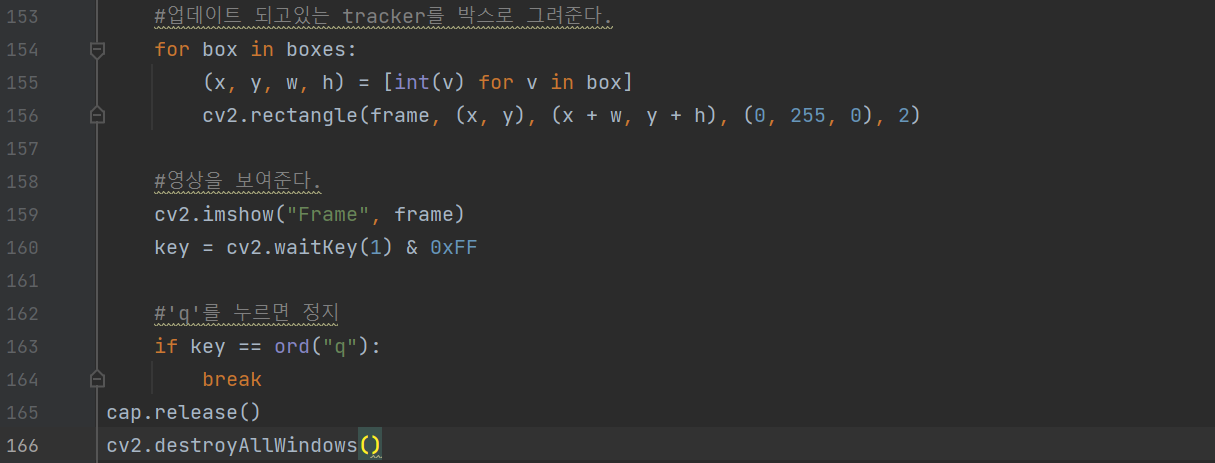 153 #업데이트 되고있는 tracker를 박스로 그려준다.
154 for box in boxes:
155 (x, y, w, h) = [int(v) for v in box]
156 cv2.rectangle(frame, (x, y), (x + w, y + h), (0, 255, 0), 2)
157
158 #영상을 보여준다.
159 cv2.imshow("Frame", frame)
160 key = cv2.waitKey(1) & 0xFF
161
162 #'q'를 누르면 정지
163 if key == ord("q"):
164 break
165 cap.release()
166 cv2.destroyAllWindows()